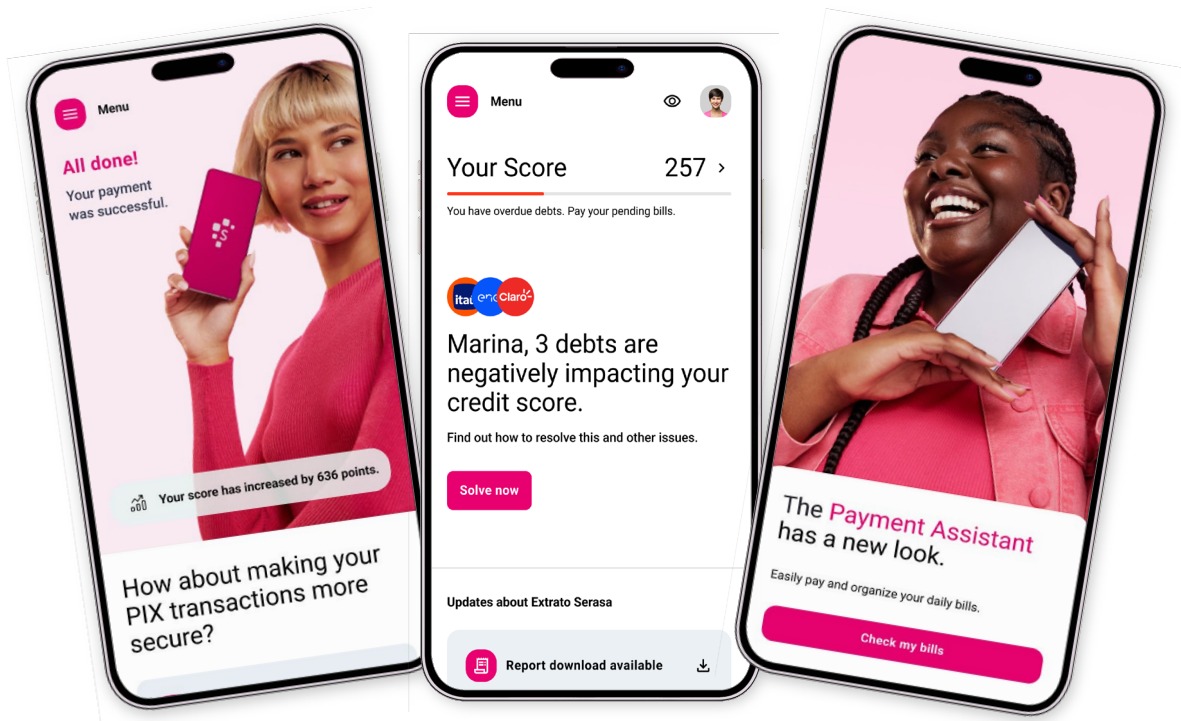 Menu
All done!
Your payment
was successful.
Your score has increased by 636 points.
How about making your
PIX transactions more
secure?
Menu
Your Score 257
You have overdue debts. Pay your pending bills.
Claro
Marina, 3 debts are
negatively impacting your
credit score.
Find out how to resolve this and other issues.
Solve now
Updates about Extrato Serasa
Report download available
The Payment Assistant
has a new look.
Easily pay and organize your daily bills.
Check my bills